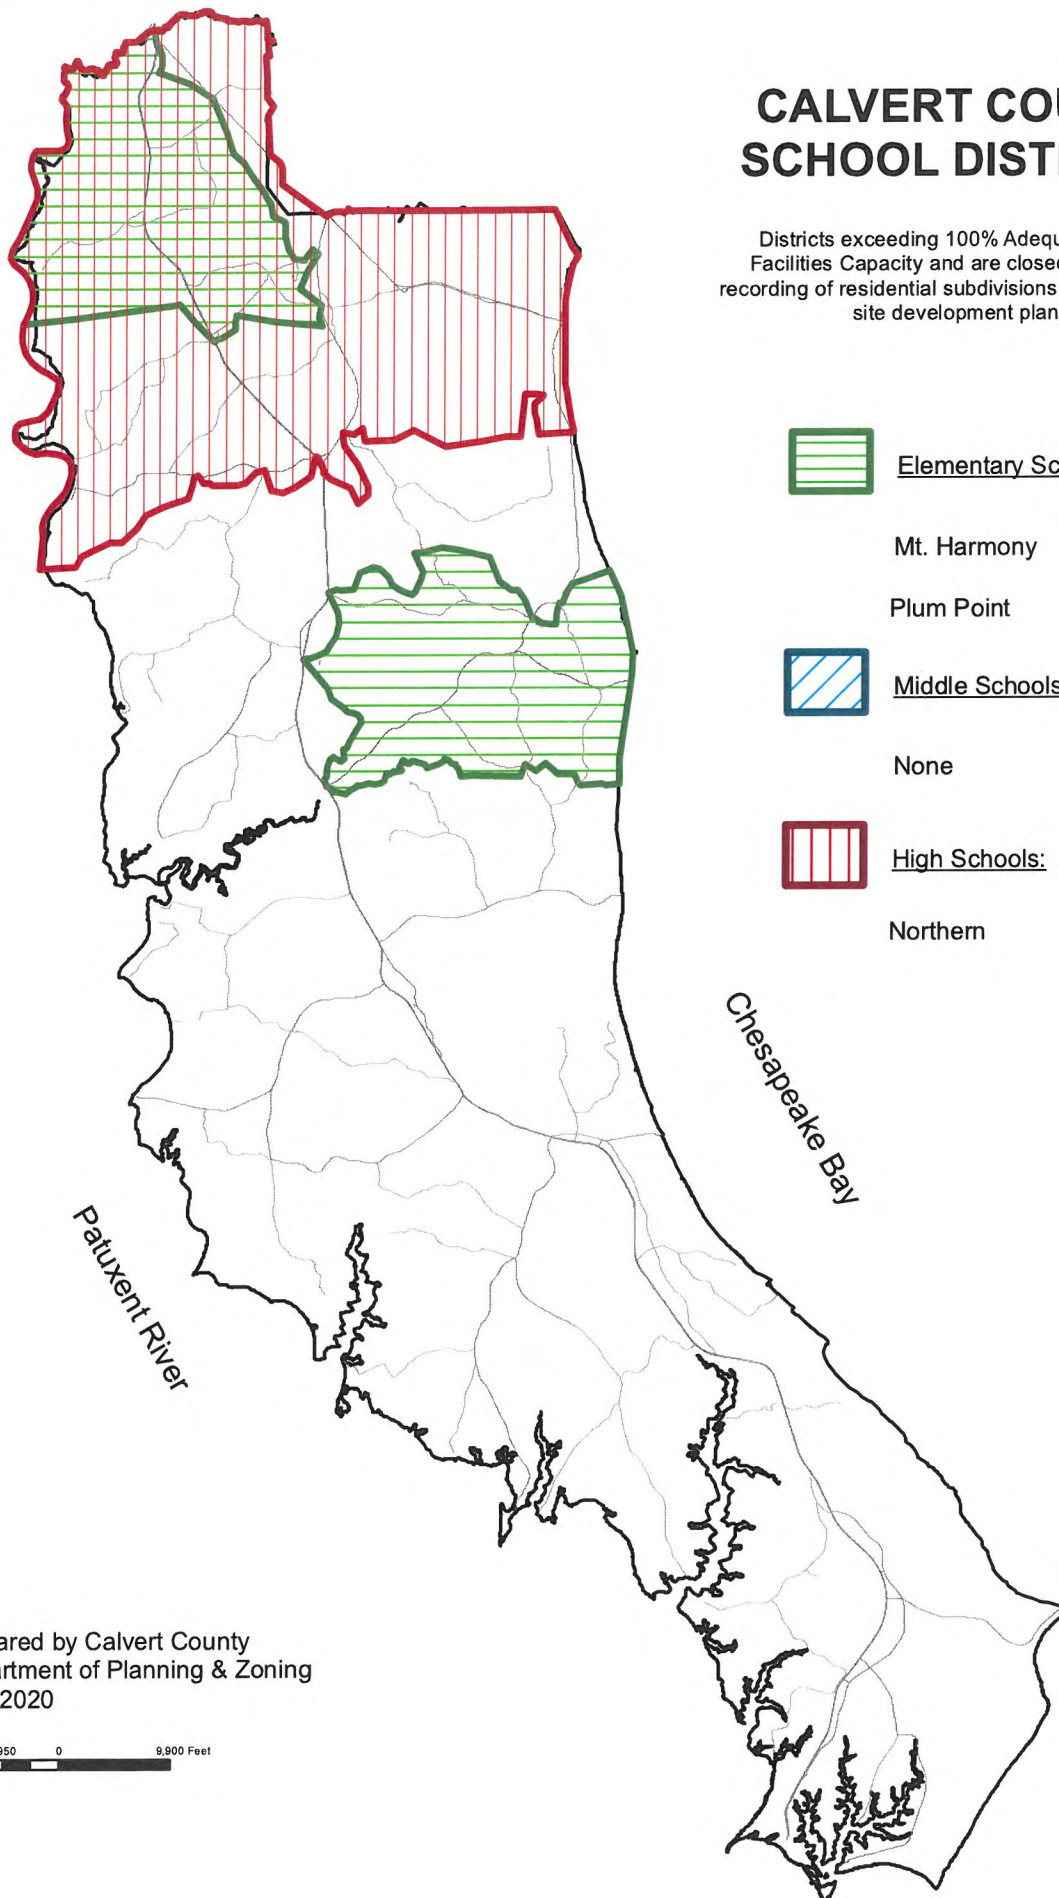 CALVERT COU
SCHOOL DISTI
Districts exceeding 100% Adequ
Facilities Capacity and are closed
recording of residential subdivisions
site development plan
Elementary Sc
Mt. Harmony
Plum Point
Middle Schools
None
High Schools:
Northern
Chesapeake Bay
Patuxent River
ared by Calvert County
artment of Planning & Zoning
2020
950 0 9,900 Feet